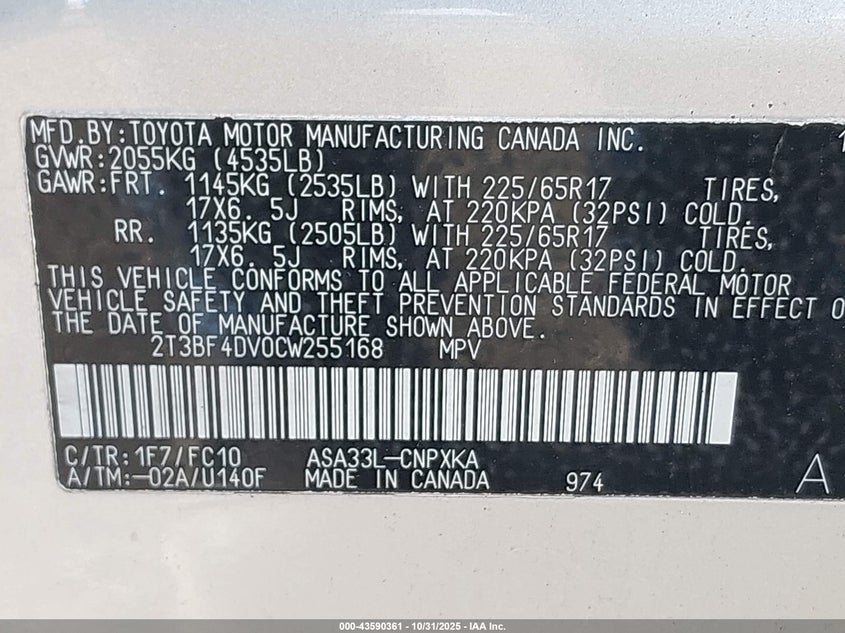 MFD.BY:TOYOTA MOTOR MANUFACTURING CANADA INC. 1
GVWR:2055KG (4535LB)
GAWR:FRT. 1145KG (2535LB) WITH 225/65R17 TIRES,
17X6. 5J RIMS, AT 220KPA (32PSI) COLD.
RR. 1135KG (2505LB) WITH 225/65R17 TIRES,
17X6. 5J RIMS, AT 220KPA (32PSI) COLD.
THIS VEHICLE CONFORMS TO ALL APPLICABLE FEDERAL MOTOR
VEHICLE SAFETY AND THEFT PREVENTION STANDARDS IN EFFECT O
THE DATE OF MANUFACTURE SHOWN ABOVE.
2T3BF4DV0CW255168 MPV
C/TR:1F7/FC10 ASA33L-CNPXKA
A/TM:-02A/U140F MADE IN CANADA 974 A
000-43590361 | 10/31/2025 - IAA Inc.